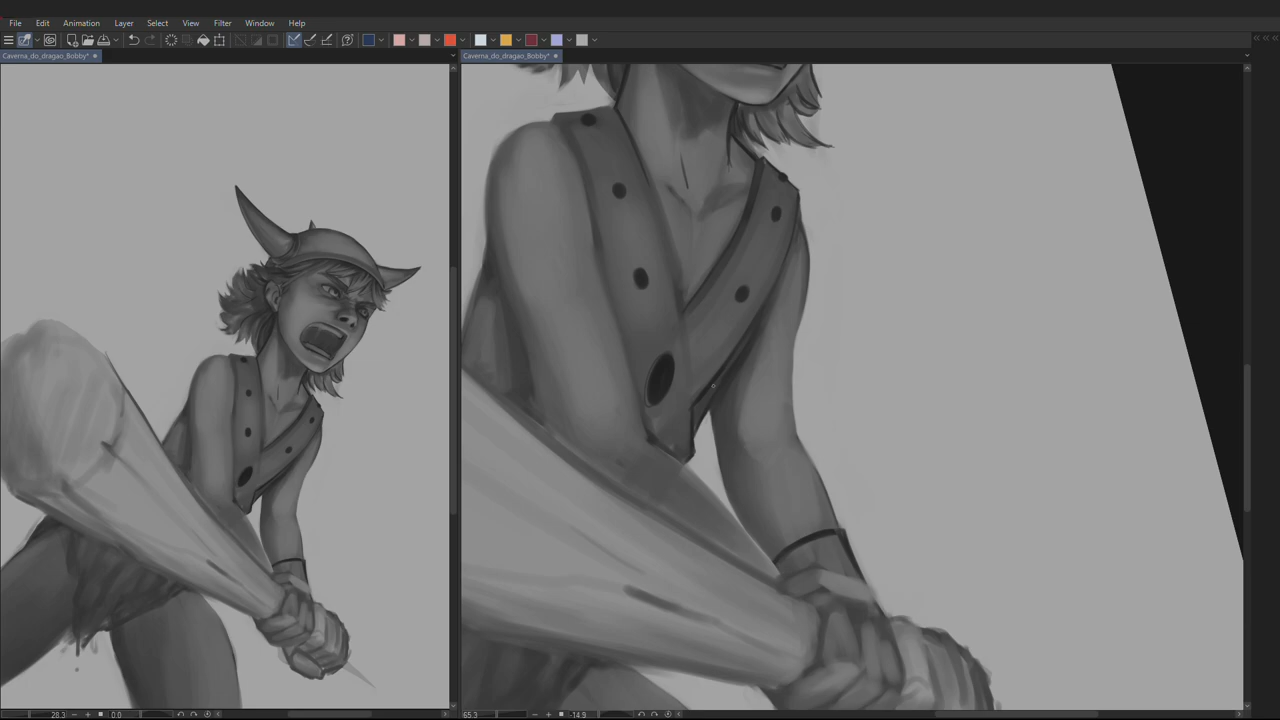 File Edit Animation Layer Select View Filter Window Help
Caverna_do_dragao_Bobby* Caverna_do_dragao_Bobby*
28.3 0.0 65.3 -14.9